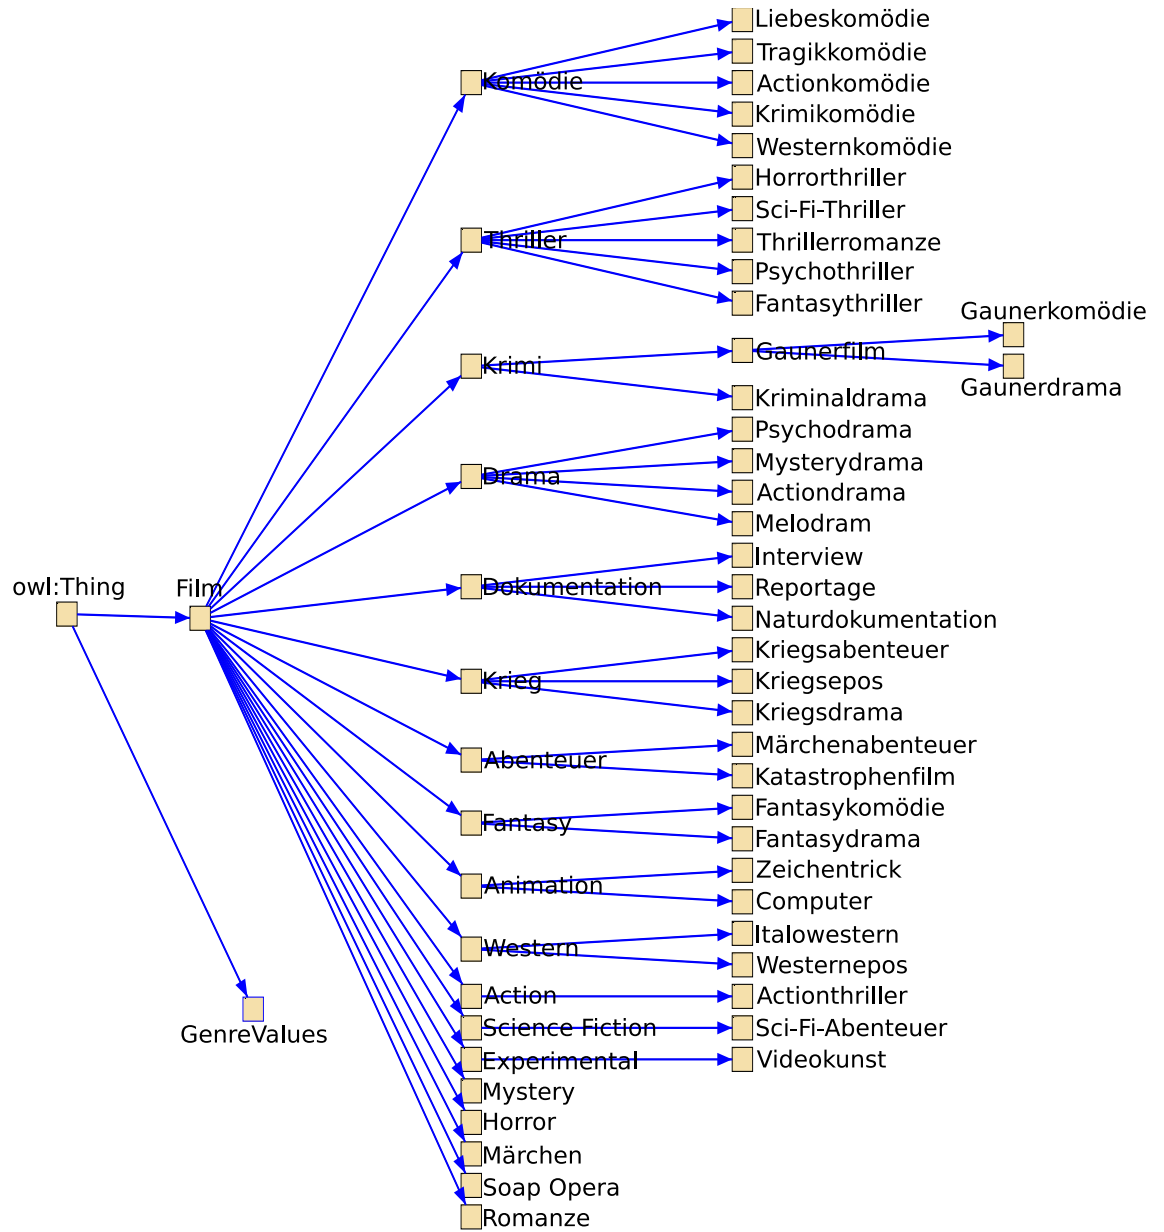 owl:Thing
Film
GenreValues
Komödie
Liebeskomödie
Tragikkomödie
Actionkomödie
Krimikomödie
Westernkomödie
Thriller
Horrorthriller
Sci-Fi-Thriller
Thrillerromanze
Psychothriller
Fantasythriller
Krimi
Gaunerfilm
Gaunerkomödie
Gaunerdrama
Kriminaldrama
Drama
Psychodrama
Mysterydrama
Actiondrama
Melodram
Dokumentation
Interview
Reportage
Naturdokumentation
Krieg
Kriegsabenteuer
Kriegsepos
Kriegsdrama
Abenteuer
Märchenabenteuer
Katastrophenfilm
Fantasy
Fantasykomödie
Fantasydrama
Animation
Zeichentrick
Computer
Western
Italowestern
Westernepos
Action
Actionthriller
Science Fiction
Sci-Fi-Abenteuer
Experimental
Videokunst
Mystery
Horror
Märchen
Soap Opera
Romanze